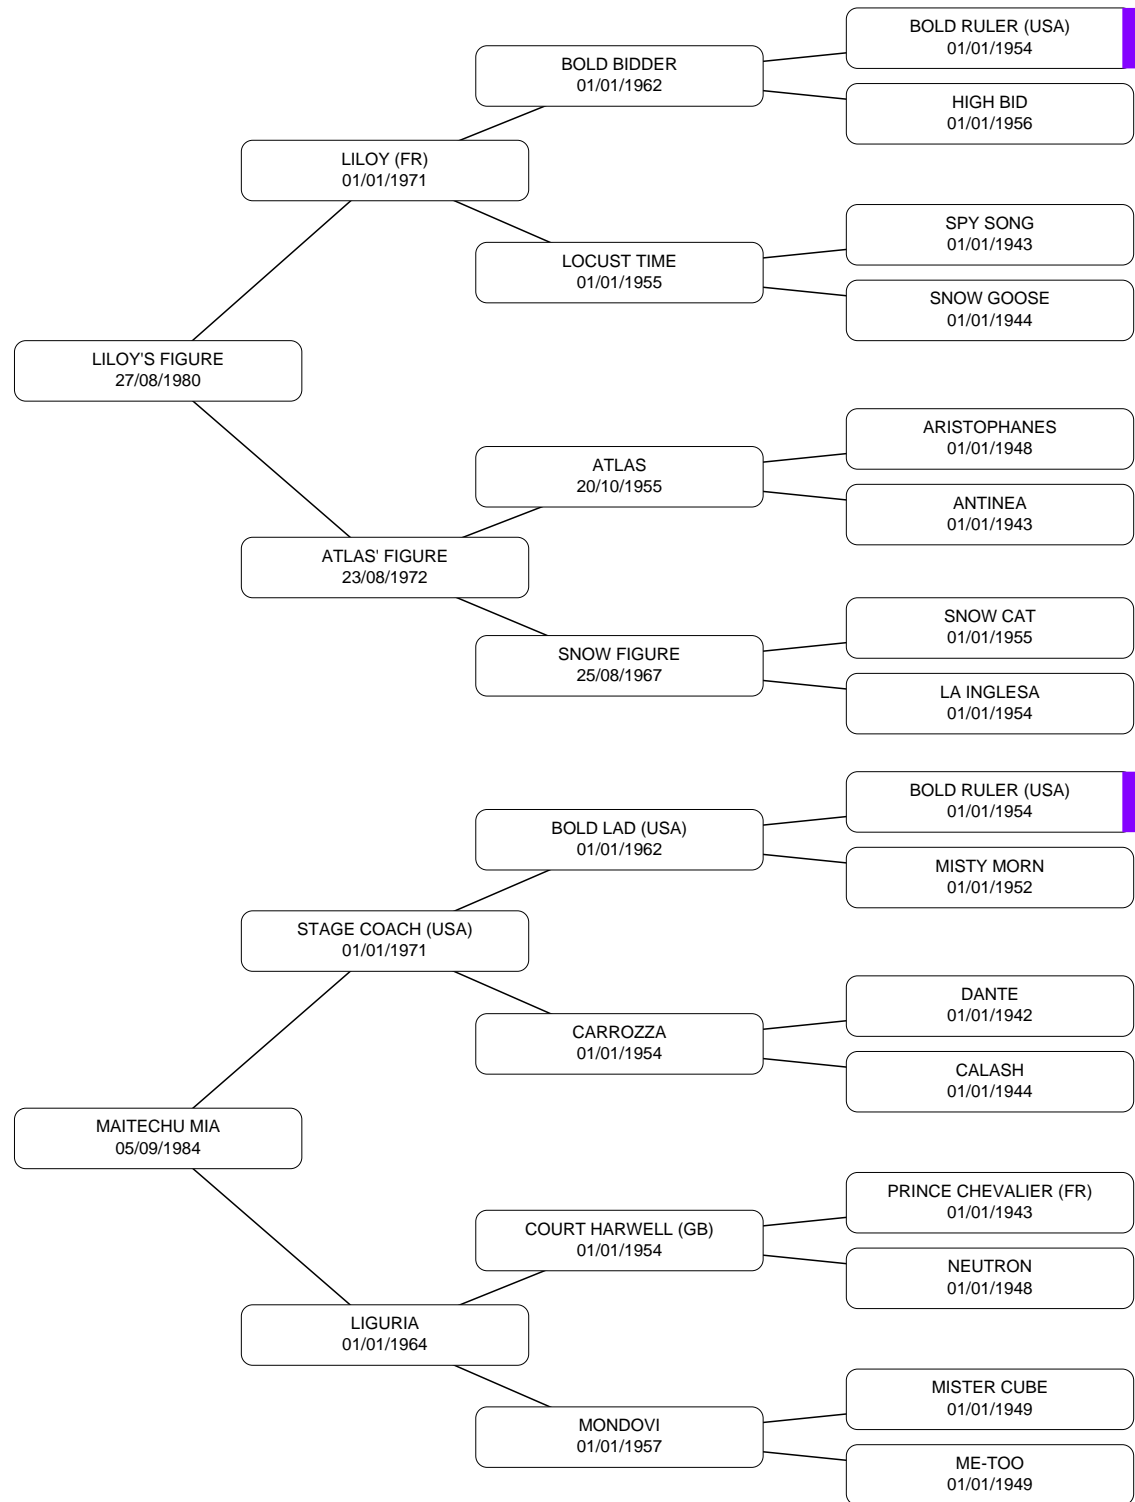 BOLD RULER (USA)
01/01/1954
BOLD BIDDER
01/01/1962
HIGH BID
01/01/1956
LILOY (FR)
01/01/1971
SPY SONG
01/01/1943
LOCUST TIME
01/01/1955
SNOW GOOSE
01/01/1944
LILOY'S FIGURE
27/08/1980
ARISTOPHANES
01/01/1948
ATLAS
20/10/1955
ANTINEA
01/01/1943
ATLAS' FIGURE
23/08/1972
SNOW CAT
01/01/1955
SNOW FIGURE
25/08/1967
LA INGLESA
01/01/1954
BOLD RULER (USA)
01/01/1954
BOLD LAD (USA)
01/01/1962
MISTY MORN
01/01/1952
STAGE COACH (USA)
01/01/1971
DANTE
01/01/1942
CARROZZA
01/01/1954
CALASH
01/01/1944
MAITECHU MIA
05/09/1984
PRINCE CHEVALIER (FR)
01/01/1943
COURT HARWELL (GB)
01/01/1954
NEUTRON
01/01/1948
LIGURIA
01/01/1964
MISTER CUBE
01/01/1949
MONDOVI
01/01/1957
ME-TOO
01/01/1949